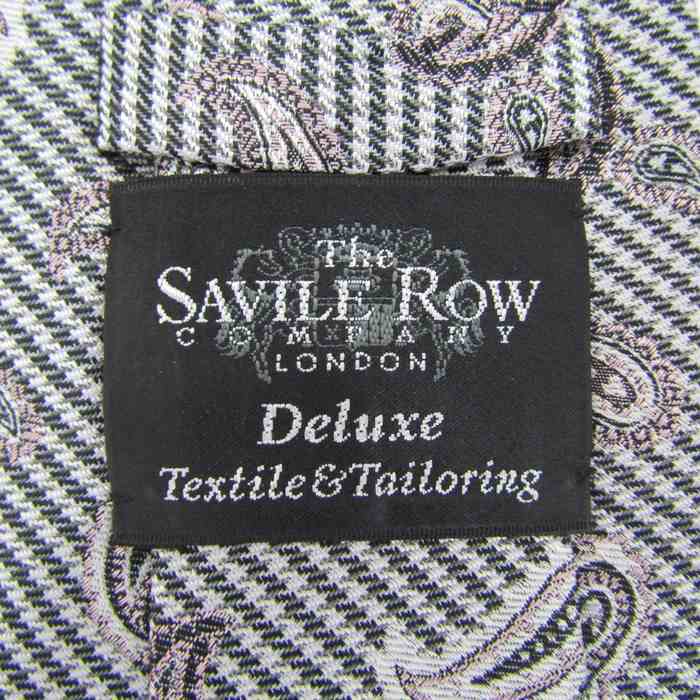 The
SAVILE ROW
COMPANY
LONDON
Deluxe
Textile & Tailoring